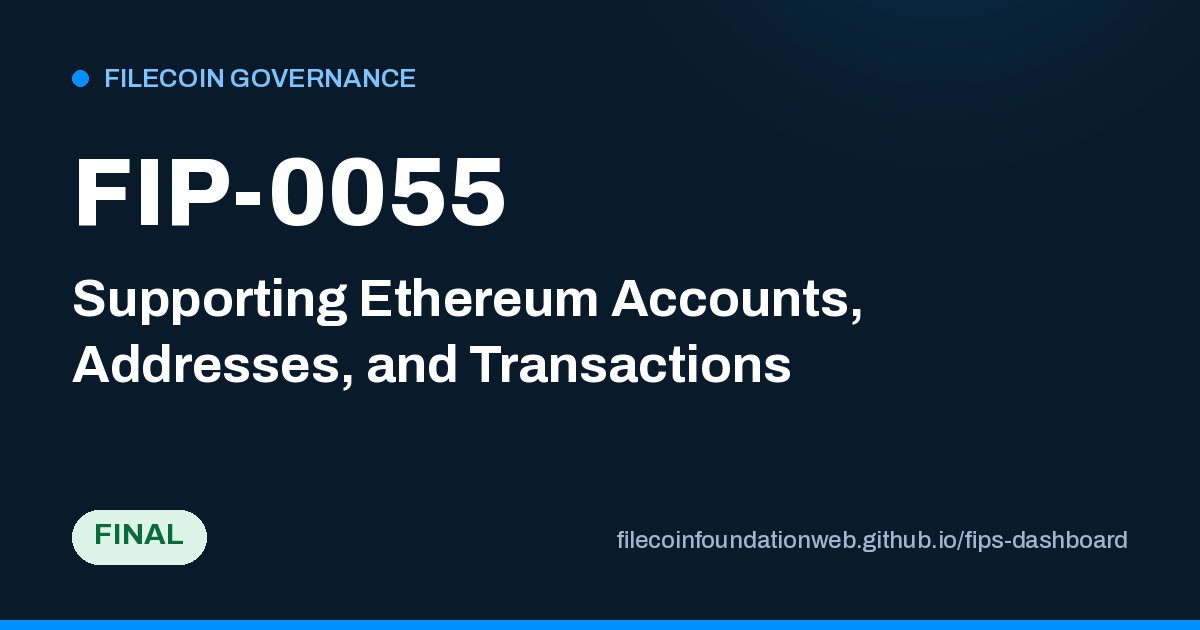 FILECOIN GOVERNANCE
FIP-0055
Supporting Ethereum Accounts,
Addresses, and Transactions
FINAL
filecoinfoundationweb.github.io/fips-dashboard